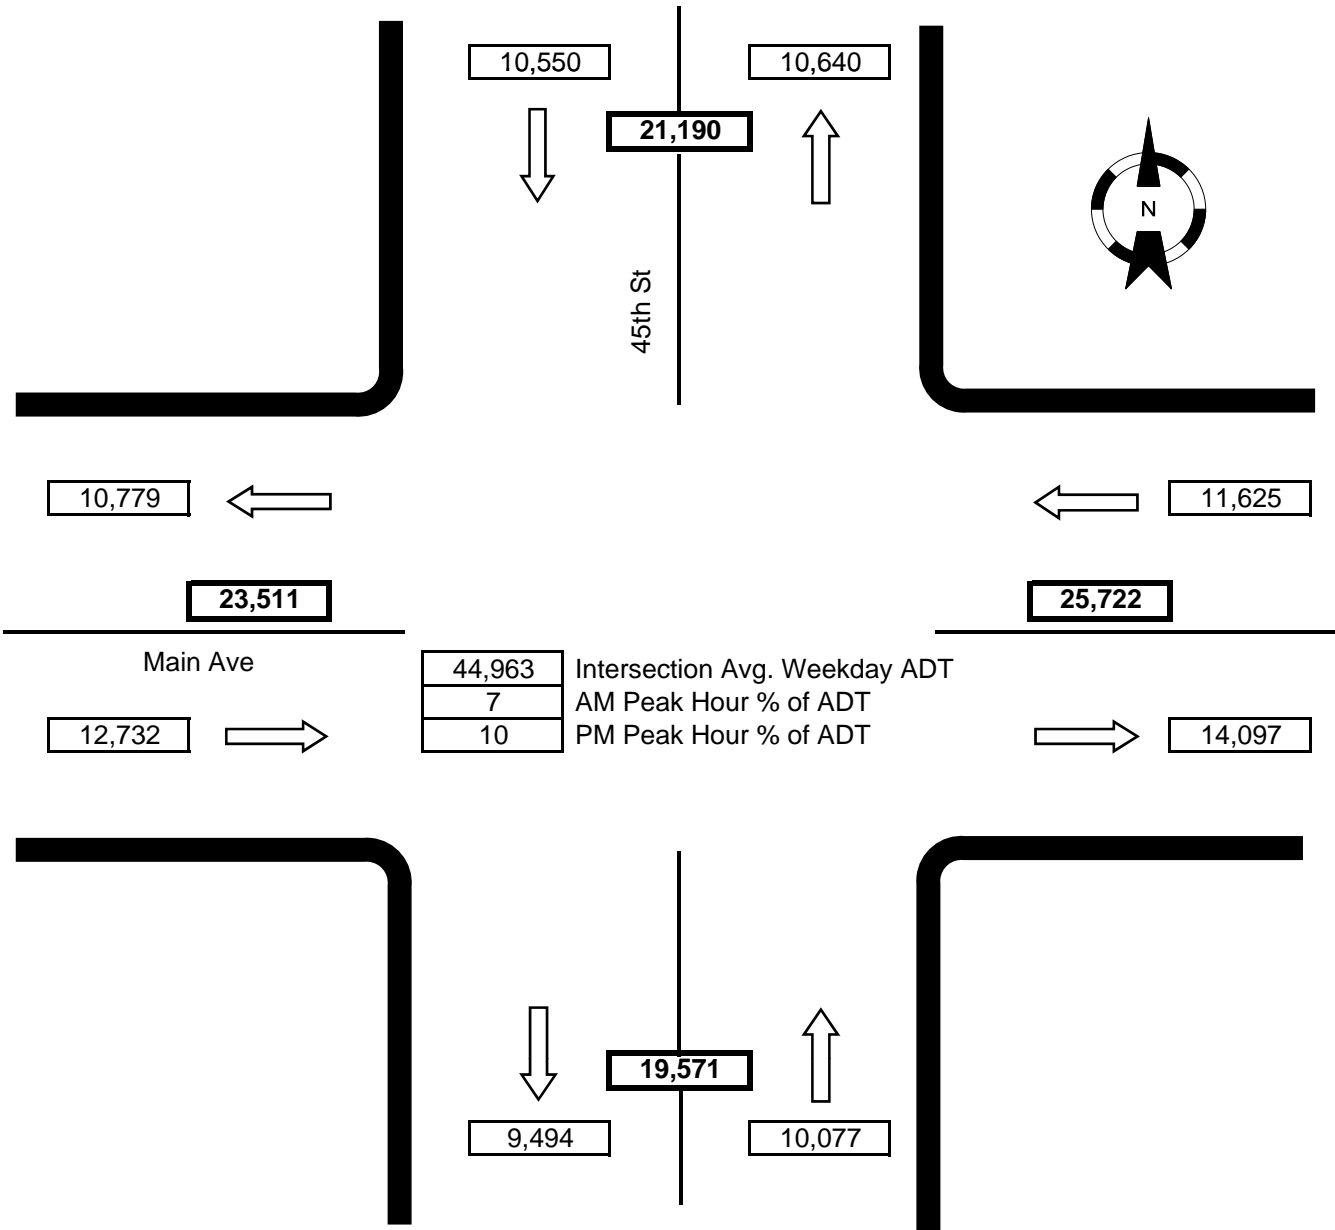 10,550
10,640
21,190
N
45th St
10,779
11,625
23,511
25,722
Main Ave
44,963 Intersection Avg. Weekday ADT
7 AM Peak Hour % of ADT
10 PM Peak Hour % of ADT
12,732
14,097
19,571
9,494
10,077